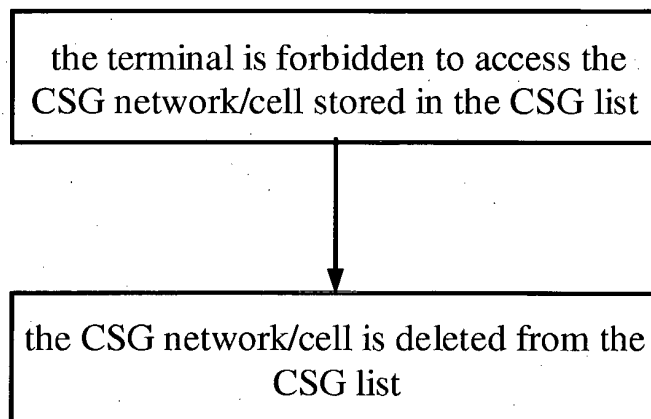 the terminal is forbidden to access the
CSG network/cell stored in the CSG list
the CSG network/cell is deleted from the
CSG list